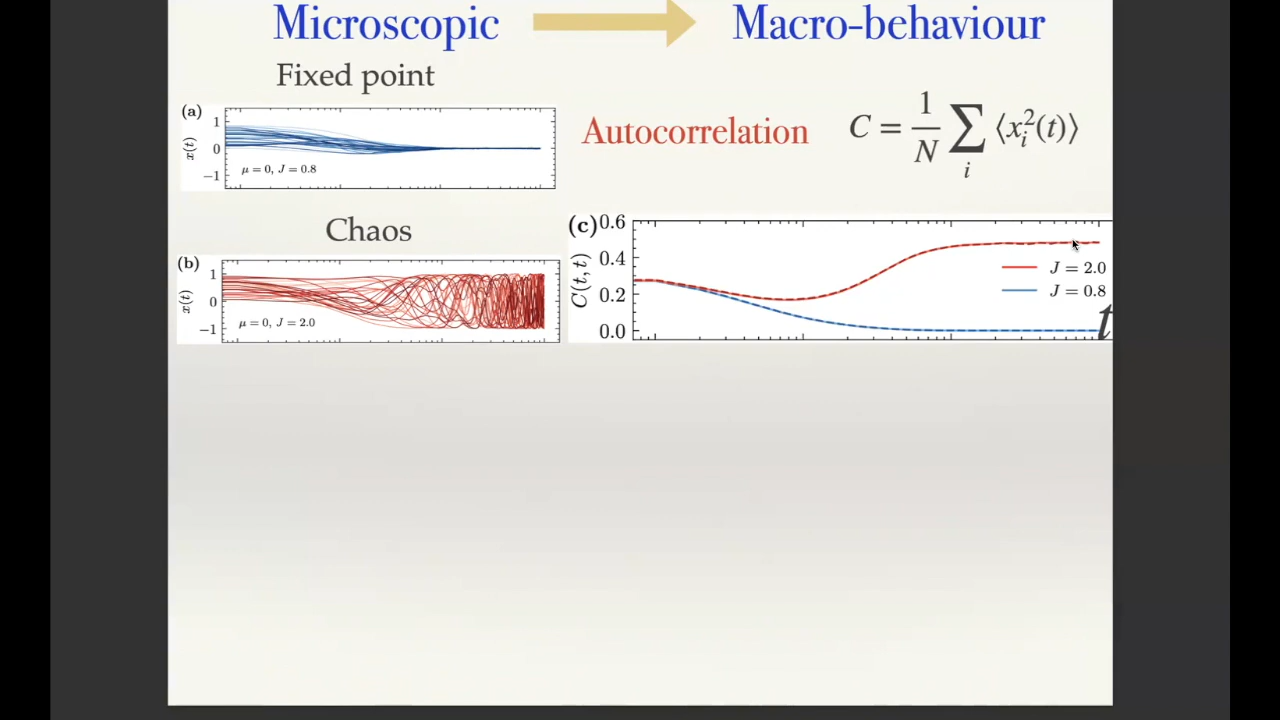 Microscopic
Macro-behaviour
Fixed point
(a)
1
0
−1
x(t)
μ = 0, J = 0.8
Autocorrelation
C = 1/N ∑_i ⟨x_i^2(t)⟩
Chaos
(b)
1
0
−1
x(t)
μ = 0, J = 2.0
(c)
0.6
0.4
0.2
0.0
C(t, t)
J = 2.0
J = 0.8
t